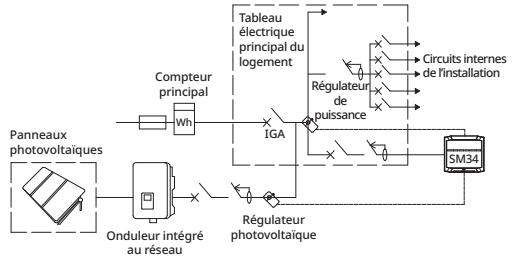 Tableau
électrique
principal du
logement
Circuits internes
de l'installation
Régulateur
de
puissance
Compteur
principal
Wh
IGA
SM34
Panneaux
photovoltaïques
Onduleur intégré
au réseau
Régulateur
photovoltaïque